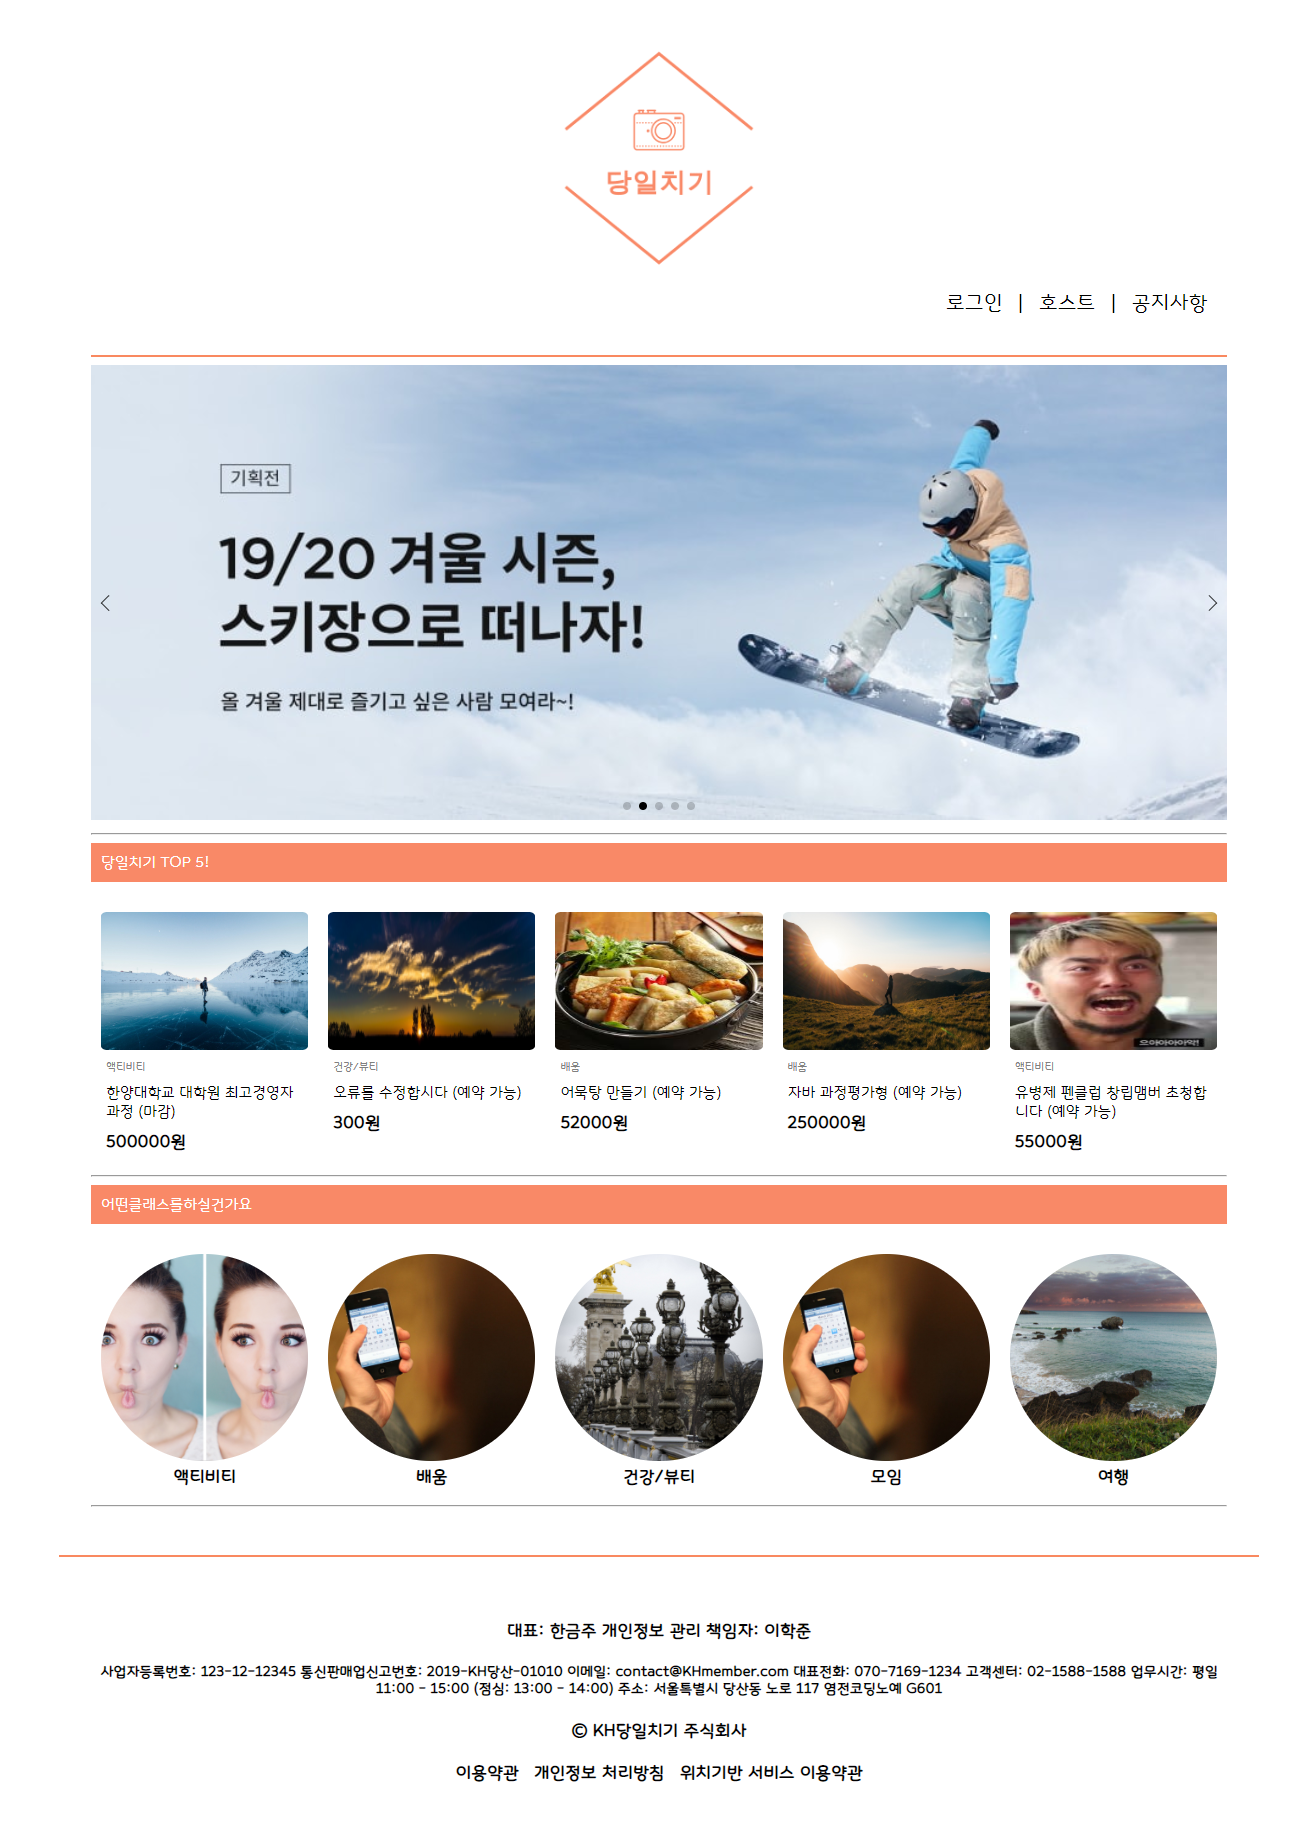 당일치기
로그인 | 호스트 | 공지사항
기획전
19/20 겨울 시즌,
스키장으로 떠나자!
올 겨울 제대로 즐기고 싶은 사람 모여라~!
당일치기 TOP 5!
액티비티
한양대학교 대학원 최고경영자
과정 (마감)
500000원
건강/뷰티
오류를 수정합시다 (예약 가능)
300원
배움
어묵탕 만들기 (예약 가능)
52000원
배움
자바 과정평가형 (예약 가능)
250000원
으아아아아악!
액티비티
유병제 펜클럽 창립맴버 초청합
니다 (예약 가능)
55000원
어떤클래스를하실건가요
액티비티
배움
건강/뷰티
모임
여행
대표: 한금주 개인정보 관리 책임자: 이학준
사업자등록번호: 123-12-12345 통신판매업신고번호: 2019-KH당산-01010 이메일: contact@KHmember.com 대표전화: 070-7169-1234 고객센터: 02-1588-1588 업무시간: 평일
11:00 - 15:00 (점심: 13:00 - 14:00) 주소: 서울특별시 당산동 노로 117 염전코딩노예 G601
© KH당일치기 주식회사
이용약관 개인정보 처리방침 위치기반 서비스 이용약관